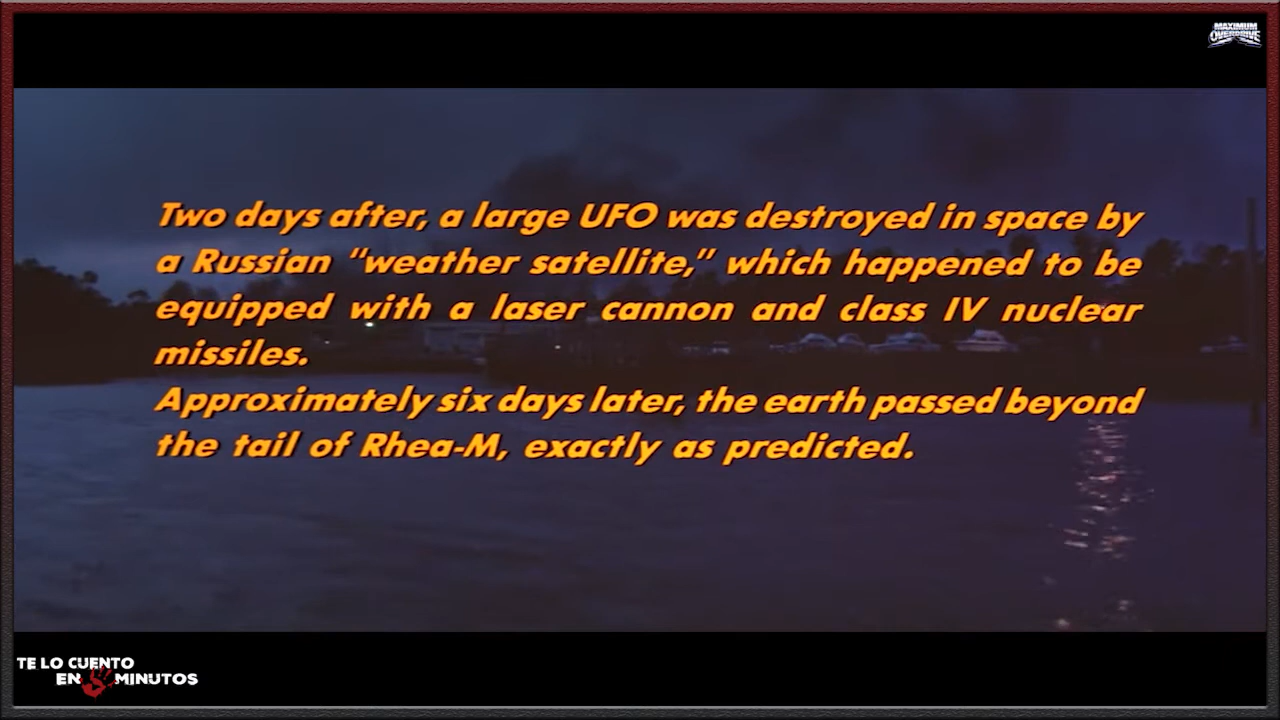 MAXIMUM
OVERDRIVE
Two days after, a large UFO was destroyed in space by
a Russian “weather satellite,” which happened to be
equipped with a laser cannon and class IV nuclear
missiles.
Approximately six days later, the earth passed beyond
the tail of Rhea-M, exactly as predicted.
TE LO CUENTO
EN 5 MINUTOS